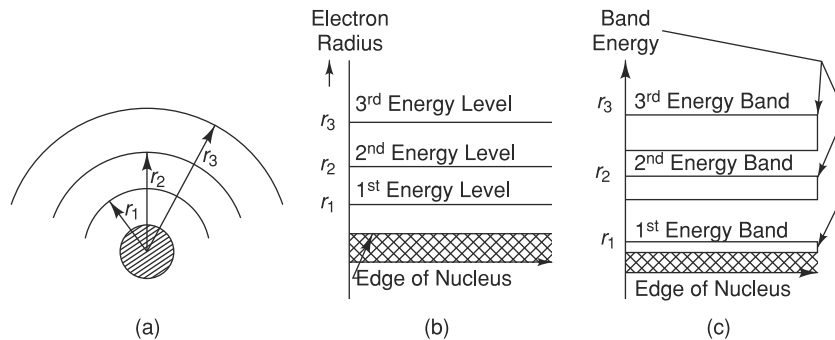 r1
r2
r3
(a)
Electron
Radius
3rd Energy Level
r3
2nd Energy Level
r2
1st Energy Level
r1
Edge of Nucleus
(b)
Band
Energy
r3
3rd Energy Band
r2
2nd Energy Band
r1
1st Energy Band
Edge of Nucleus
(c)